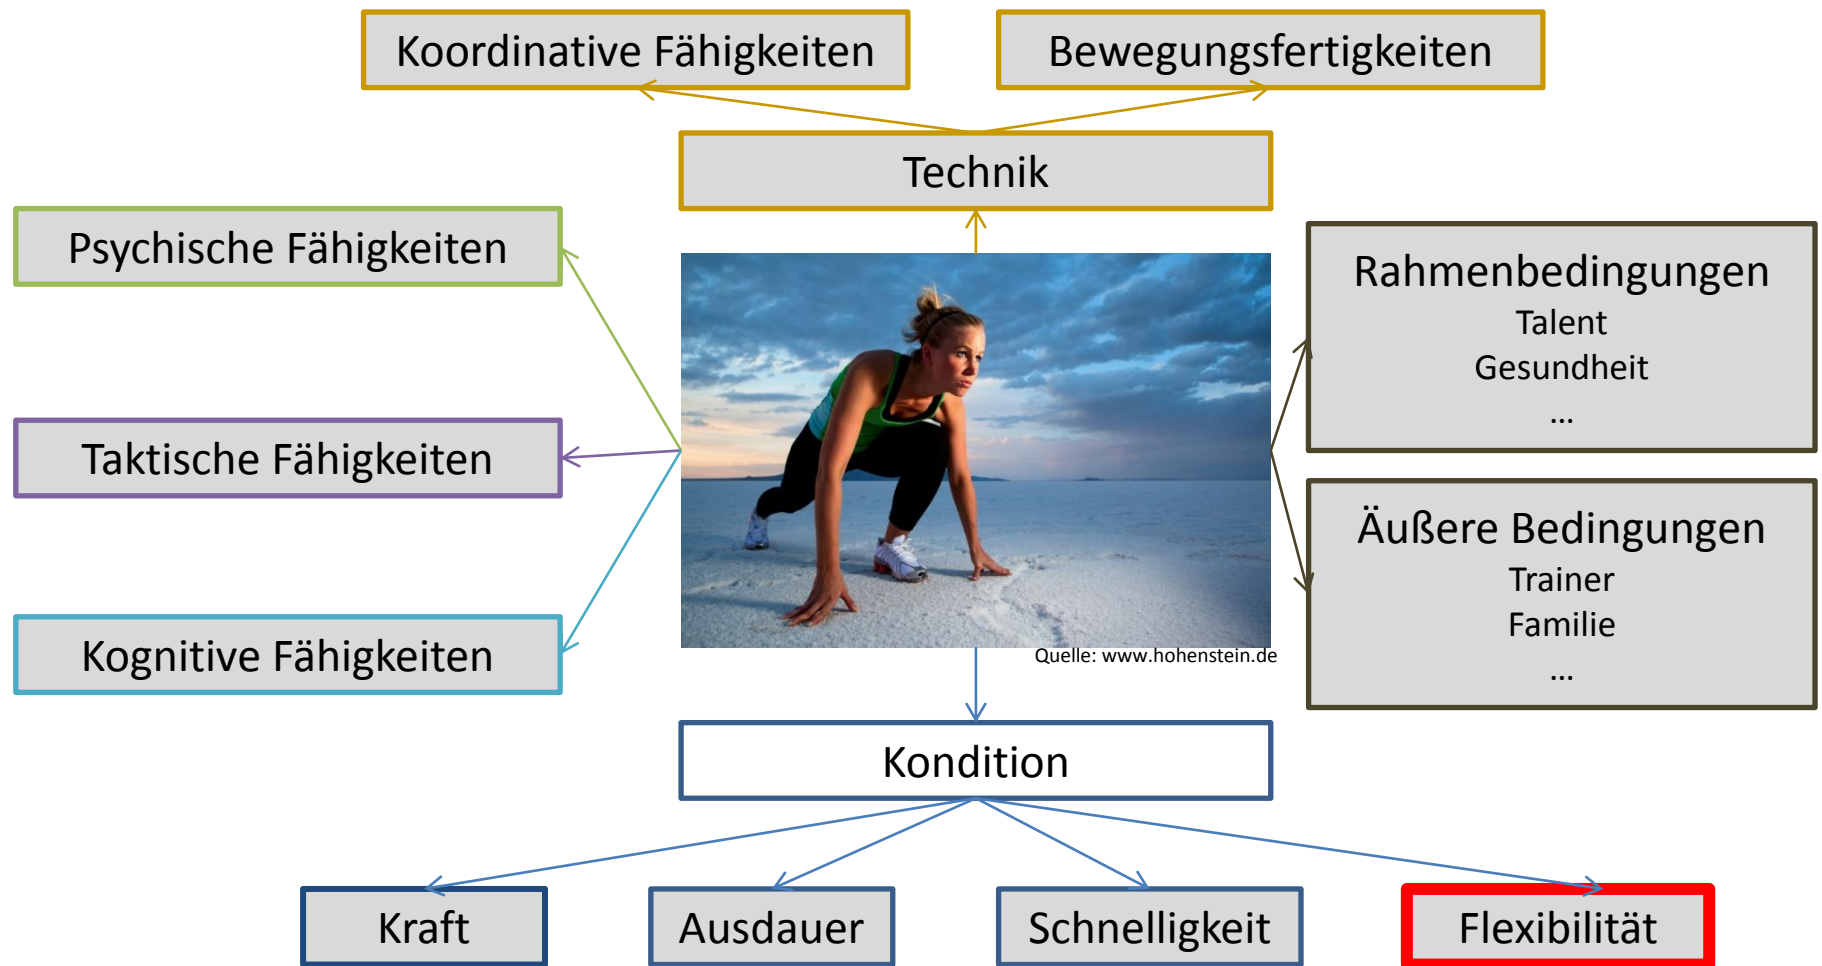 Koordinative Fähigkeiten
Bewegungsfertigkeiten
Technik
Psychische Fähigkeiten
Taktische Fähigkeiten
Kognitive Fähigkeiten
Rahmenbedingungen
Talent
Gesundheit
...
Äußere Bedingungen
Trainer
Familie
...
Quelle: www.hohenstein.de
Kondition
Kraft
Ausdauer
Schnelligkeit
Flexibilität